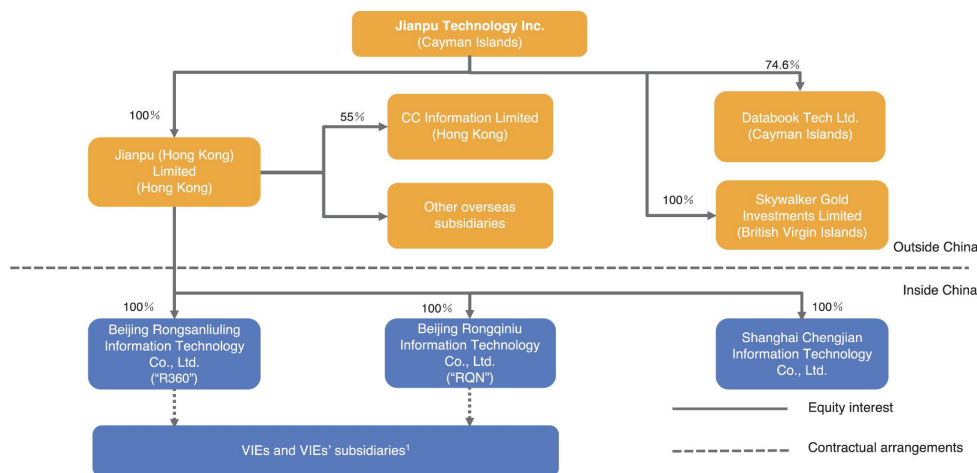 Jianpu Technology Inc.
(Cayman Islands)
74.6%
100%
55%
CC Information Limited
(Hong Kong)
Databook Tech Ltd.
(Cayman Islands)
Jianpu (Hong Kong)
Limited
(Hong Kong)
Other overseas
subsidiaries
100%
Skywalker Gold
Investments Limited
(British Virgin Islands)
Outside China
Inside China
100%
100%
100%
Beijing Rongsanliuling
Information Technology
Co., Ltd.
(“R360”)
Beijing Rongqiniu
Information Technology
Co., Ltd.
(“RQN”)
Shanghai Chengjian
Information Technology
Co., Ltd.
Equity interest
VIEs and VIEs’ subsidiaries¹
Contractual arrangements